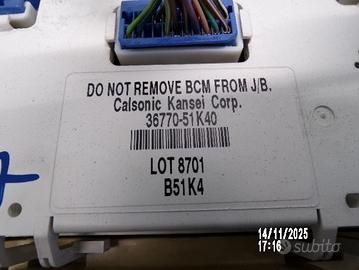 DO NOT REMOVE BCM FROM J/B.
Calsonic Kansei Corp.
36770-51K40
LOT 8701
B51K4
14/11/2025
17:16
subito